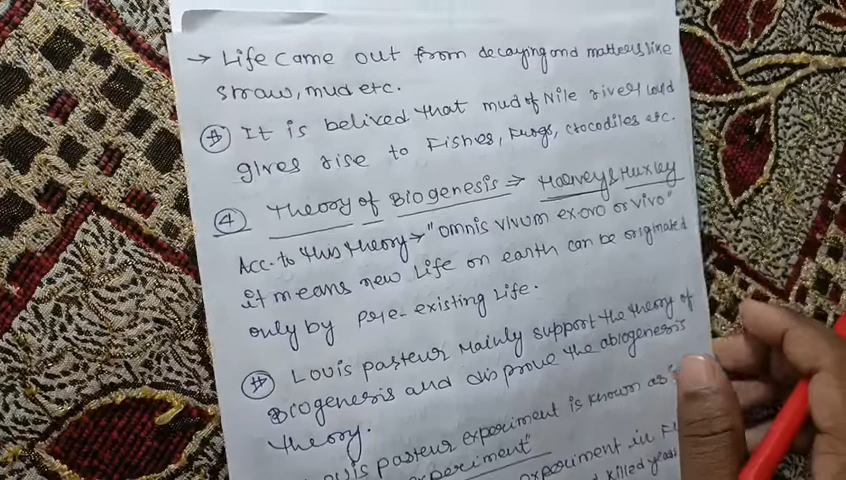 → Life came out from decaying and matters like
straw, mud etc.
# It is belived that mud of Nile river could
gives rise to Fishes, Furgs, crocodiles etc.
④ Theory of Biogenesis ⇒ Harvey & Huxley
Acc. to this theory → "omnis vivum ex.ovo or vivo"
it means new Life on earth can be originated
only by pre-existing Life.
# Louis pasteur Mainly support the theory of
Biogenesis and disprove the abiogenesis
theory.
Louis pasteur experiment is known as
experiment"
experiment in
killed yeas